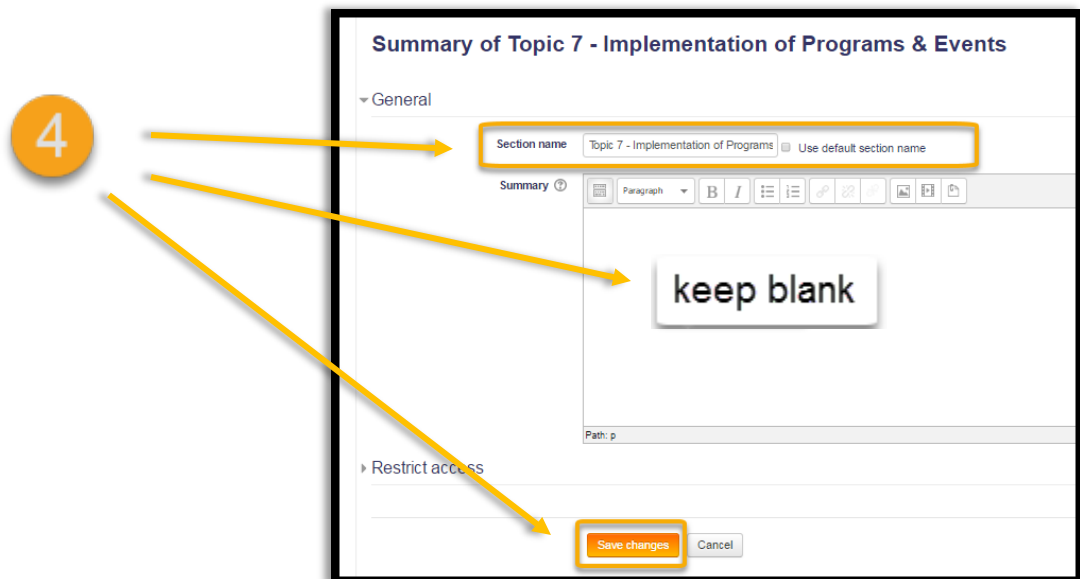 Summary of Topic 7 - Implementation of Programs & Events
General
4
Section name Topic 7 - Implementation of Programs Use default section name
Summary
Paragraph B I
keep blank
Path: p
Restrict access
Save changes Cancel